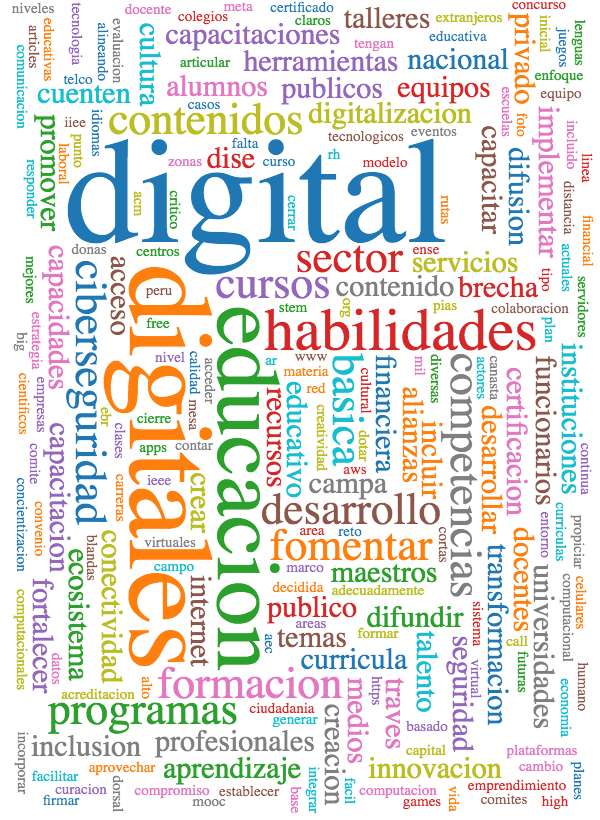 niveles
educativas
articles
tecnologia
alineando
evaluacion
docente
colegios
meta
certificado
claros
talleres
extranjeros
concurso
privado
inicial
juegos
lenguas
comunicacion
telco
cuenten
cultura
capacitaciones
articular
herramientas
tengan
educativa
nacional
enfoque
alumnos
publicos
equipos
escuelas
equipo
iiee
punto
idiomas
casos
contenidos
digitalizacion
foto
promover
laboral
responder
falta
tecnologicos
eventos
capacitar
difusion
implementar
incluido
linea
zonas
dise
curso
rh
modelo
digital
acm
critico
cerrar
rutas
distancia
financial
donas
centros
sector
ense
servicios
tipo
actuales
servidores
mejores
capacidades
ciberseguridad
acceso
peru
digitales
cursos
contenido
brecha
org
pias
colaboracion
plan
estrategia
big
free
stem
educacion
habilidades
nivel
calidad
acceder
ar
www
materia
red
basica
cultural
financiera
mil
diversas
competencias
actores
canasta
certificacion
funcionarios
instituciones
cientificos
empresas
ebr
clases
cierre
mesa
recursos
educativo
creatividad
dotar
alianzas
incluir
desarrollar
comite
capacitacion
apps
contar
aws
continua
concientizacion
convenio
carreras
ieee
crear
campa
desarrollo
entorno
curriculas
propiciar
blandas
virtuales
area
reto
cortas
docentes
ecosistema
conectividad
campo
internet
fomentar
marco
maestros
transformacion
universidades
computacional
celulares
computacionales
fortalecer
datos
decidida
adecuadamente
publico
areas
difundir
sistema
aec
temas
formar
talento
seguridad
virtual
call
futuras
curricula
acreditacion
alto
formacion
https
economia
humano
programas
ciudadania
generar
creacion
medios
traves
basado
incorporar
inclusion
profesionales
capital
plataformas
cambio
planes
facilitar
aprovechar
aprendizaje
integrar
facil
innovacion
curacion
firmar
dorsal
compromiso
mooc
establecer
base
computacion
games
vida
emprendimiento
comites
high